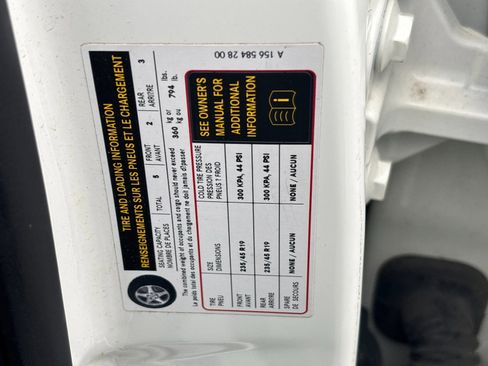 A 156 584 28 00
TIRE AND LOADING INFORMATION
RENSEIGNEMENTS SUR LES PNEUS ET LE CHARGEMENT
SEATING CAPACITY
NOMBRE DE PLACES
TOTAL 5
FRONT
AVANT 2
REAR
ARRIÈRE 3
The combined weight of occupants and cargo should never exceed
Le poids total des occupants et du chargement ne doit jamais dépasser
360 kg or
kg ou
794 lbs.
lb.
TIRE
PNEU
SIZE
DIMENSIONS
COLD TIRE PRESSURE
PRESSION DES
PNEUS À FROID
FRONT
AVANT
235/45 R19
300 KPA, 44 PSI
REAR
ARRIÈRE
235/45 R19
300 KPA, 44 PSI
SPARE
DE SECOURS
NONE / AUCUN
NONE / AUCUN
SEE OWNER'S
MANUAL FOR
ADDITIONAL
INFORMATION